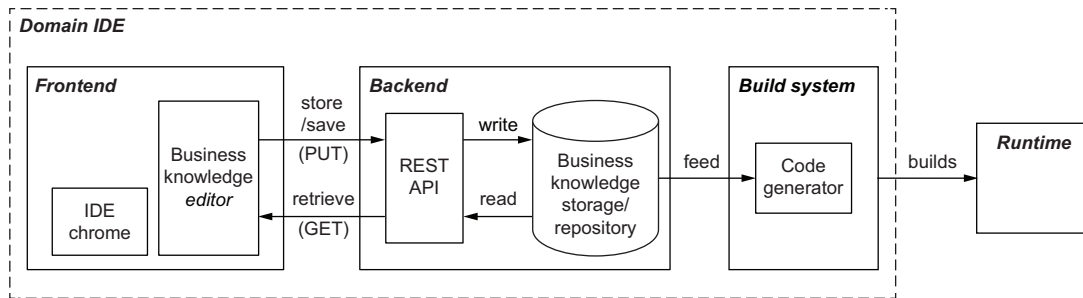 Domain IDE
Frontend
Business
knowledge
editor
IDE
chrome
store
/save
(PUT)
retrieve
(GET)
Backend
REST
API
write
read
Business
knowledge
storage/
repository
feed
Build system
Code
generator
builds
Runtime